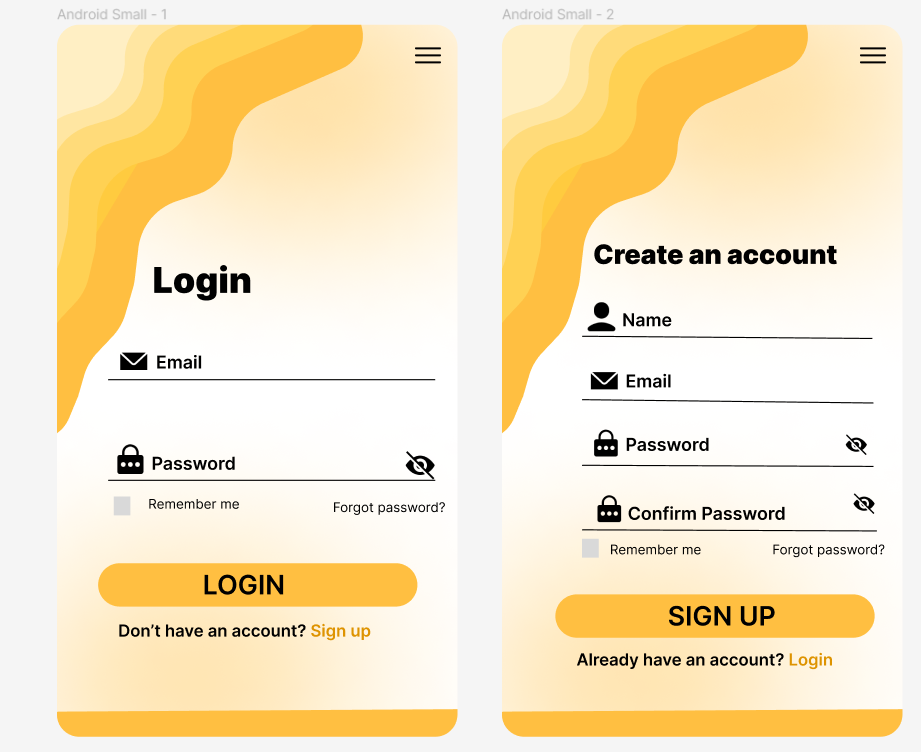 Android Small - 1
Login
Email
Password
Remember me
Forgot password?
LOGIN
Don’t have an account? Sign up
Android Small - 2
Create an account
Name
Email
Password
Confirm Password
Remember me
Forgot password?
SIGN UP
Already have an account? Login